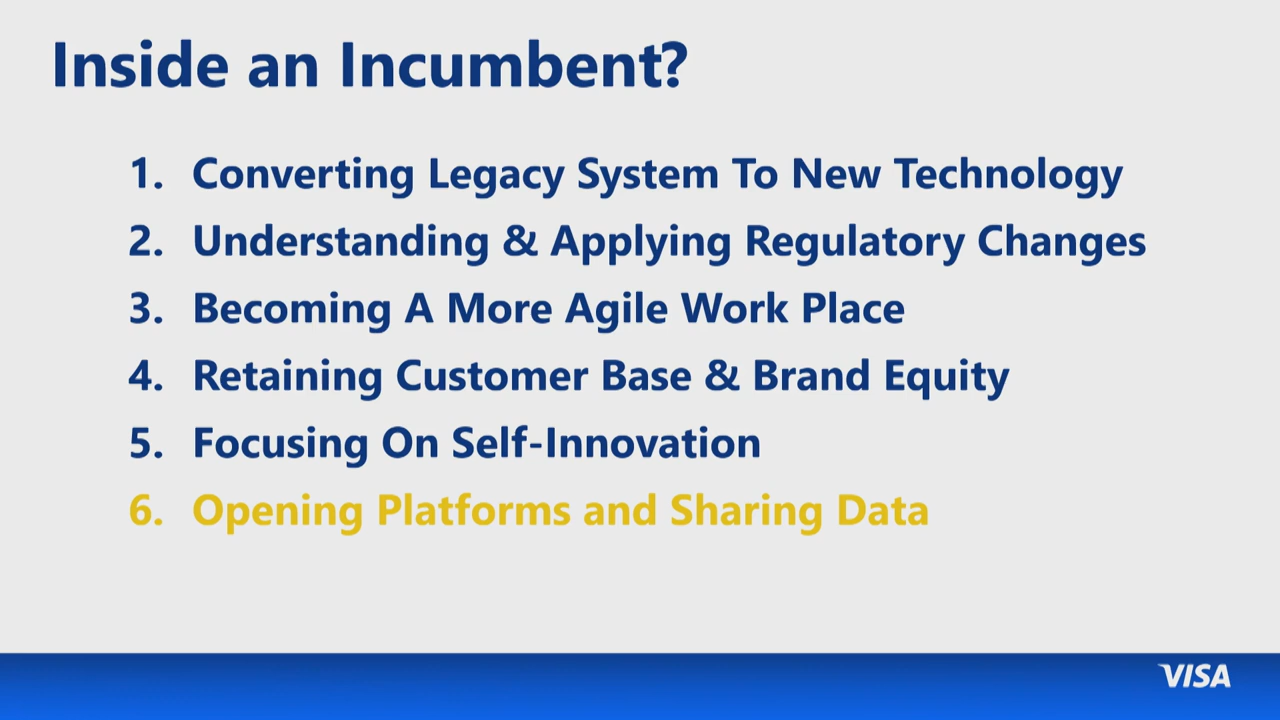 Inside an Incumbent?
1. Converting Legacy System To New Technology
2. Understanding & Applying Regulatory Changes
3. Becoming A More Agile Work Place
4. Retaining Customer Base & Brand Equity
5. Focusing On Self-Innovation
6. Opening Platforms and Sharing Data
VISA